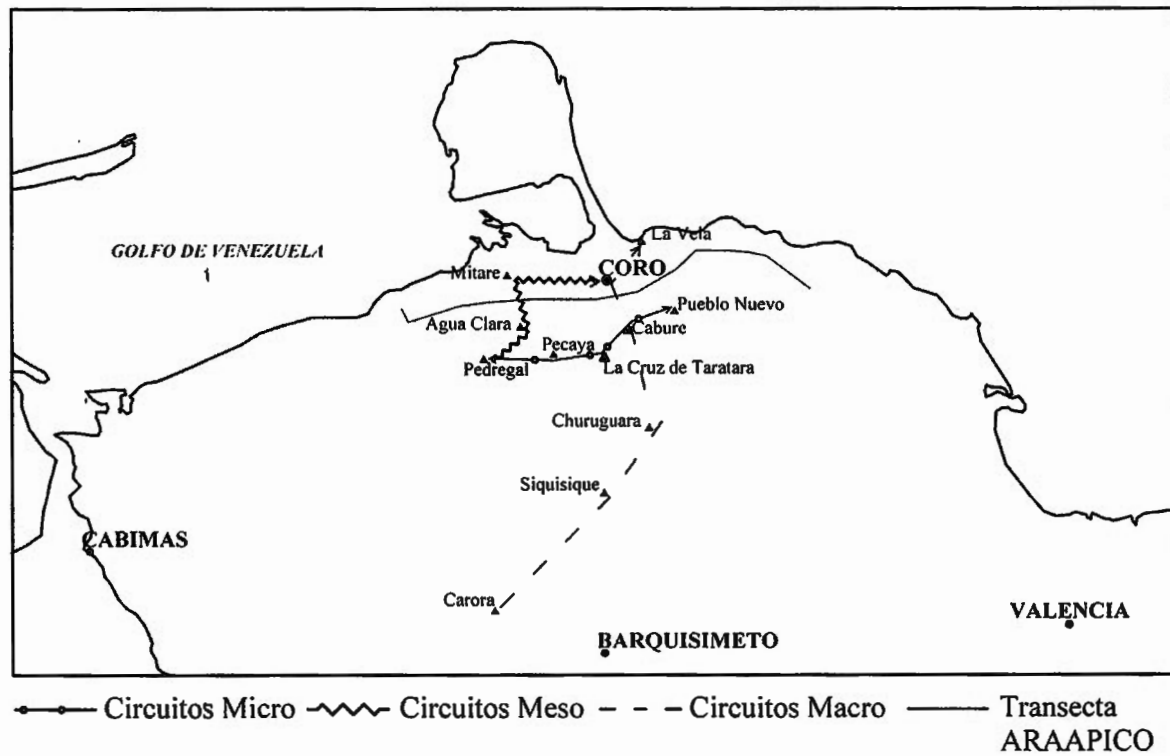 La Vela
GOLFO DE VENEZUELA
CORO
Mitare
Pueblo Nuevo
Agua Clara
Cabure
Pecaya
Pedregal
La Cruz de Taratara
Churuguara
Siquisique
CABIMAS
Carora
VALENCIA
BARQUISIMETO
Circuitos Micro
Circuitos Meso
Circuitos Macro
Transecta
ARAAPICO